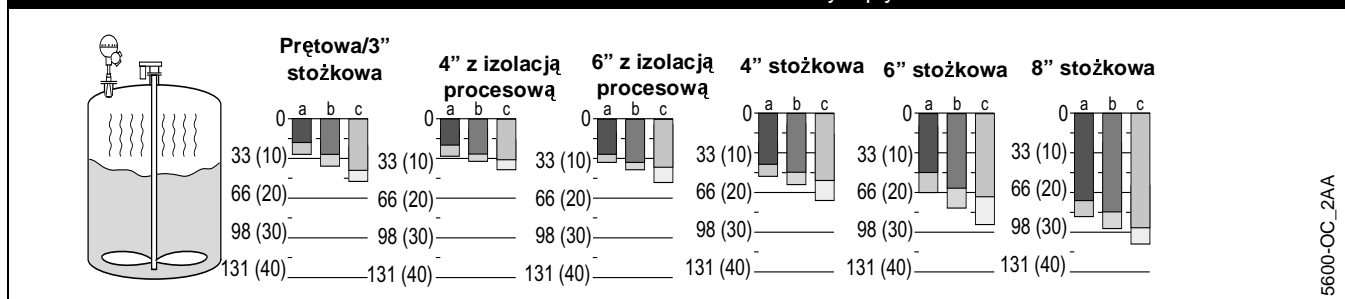 Prętowa/3”
stożkowa
4” z izolacją
procesową
6” z izolacją
procesową
4” stożkowa
6” stożkowa
8” stożkowa
a b c
0
33 (10)
66 (20)
98 (30)
131 (40)
a b c
0
33 (10)
66 (20)
98 (30)
131 (40)
a b c
0
33 (10)
66 (20)
98 (30)
131 (40)
a b c
0
33 (10)
66 (20)
98 (30)
131 (40)
a b c
0
33 (10)
66 (20)
98 (30)
131 (40)
a b c
0
33 (10)
66 (20)
98 (30)
131 (40)
5600-OC_2AA